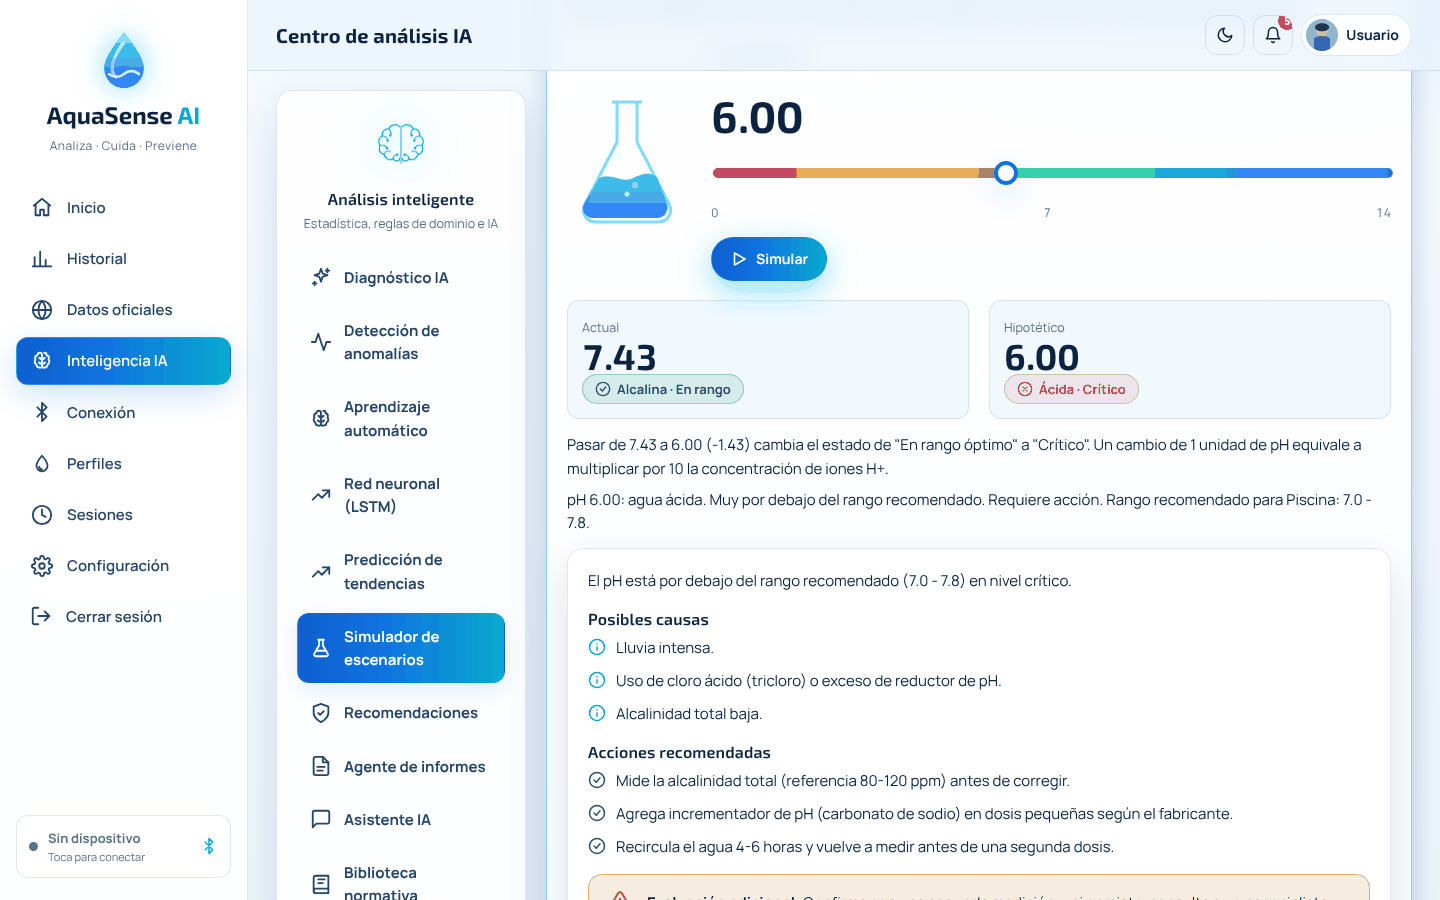 AquaSense AI
Analiza · Cuida · Previene
Inicio
Historial
Datos oficiales
Inteligencia IA
Conexión
Perfiles
Sesiones
Configuración
Cerrar sesión
Sin dispositivo
Toca para conectar
Centro de análisis IA
Usuario
Análisis inteligente
Estadística, reglas de dominio e IA
Diagnóstico IA
Detección de
anomalías
Aprendizaje
automático
Red neuronal
(LSTM)
Predicción de
tendencias
Simulador de
escenarios
Recomendaciones
Agente de informes
Asistente IA
Biblioteca
normativa
6.00
0 7 14
Simular
Actual
7.43
Alcalina · En rango
Hipotético
6.00
Ácida · Crítico
Pasar de 7.43 a 6.00 (-1.43) cambia el estado de "En rango óptimo" a "Crítico". Un cambio de 1 unidad de pH equivale a
multiplicar por 10 la concentración de iones H+.
pH 6.00: agua ácida. Muy por debajo del rango recomendado. Requiere acción. Rango recomendado para Piscina: 7.0 -
7.8.
El pH está por debajo del rango recomendado (7.0 - 7.8) en nivel crítico.
Posibles causas
Lluvia intensa.
Uso de cloro ácido (tricloro) o exceso de reductor de pH.
Alcalinidad total baja.
Acciones recomendadas
Mide la alcalinidad total (referencia 80-120 ppm) antes de corregir.
Agrega incrementador de pH (carbonato de sodio) en dosis pequeñas según el fabricante.
Recircula el agua 4-6 horas y vuelve a medir antes de una segunda dosis.